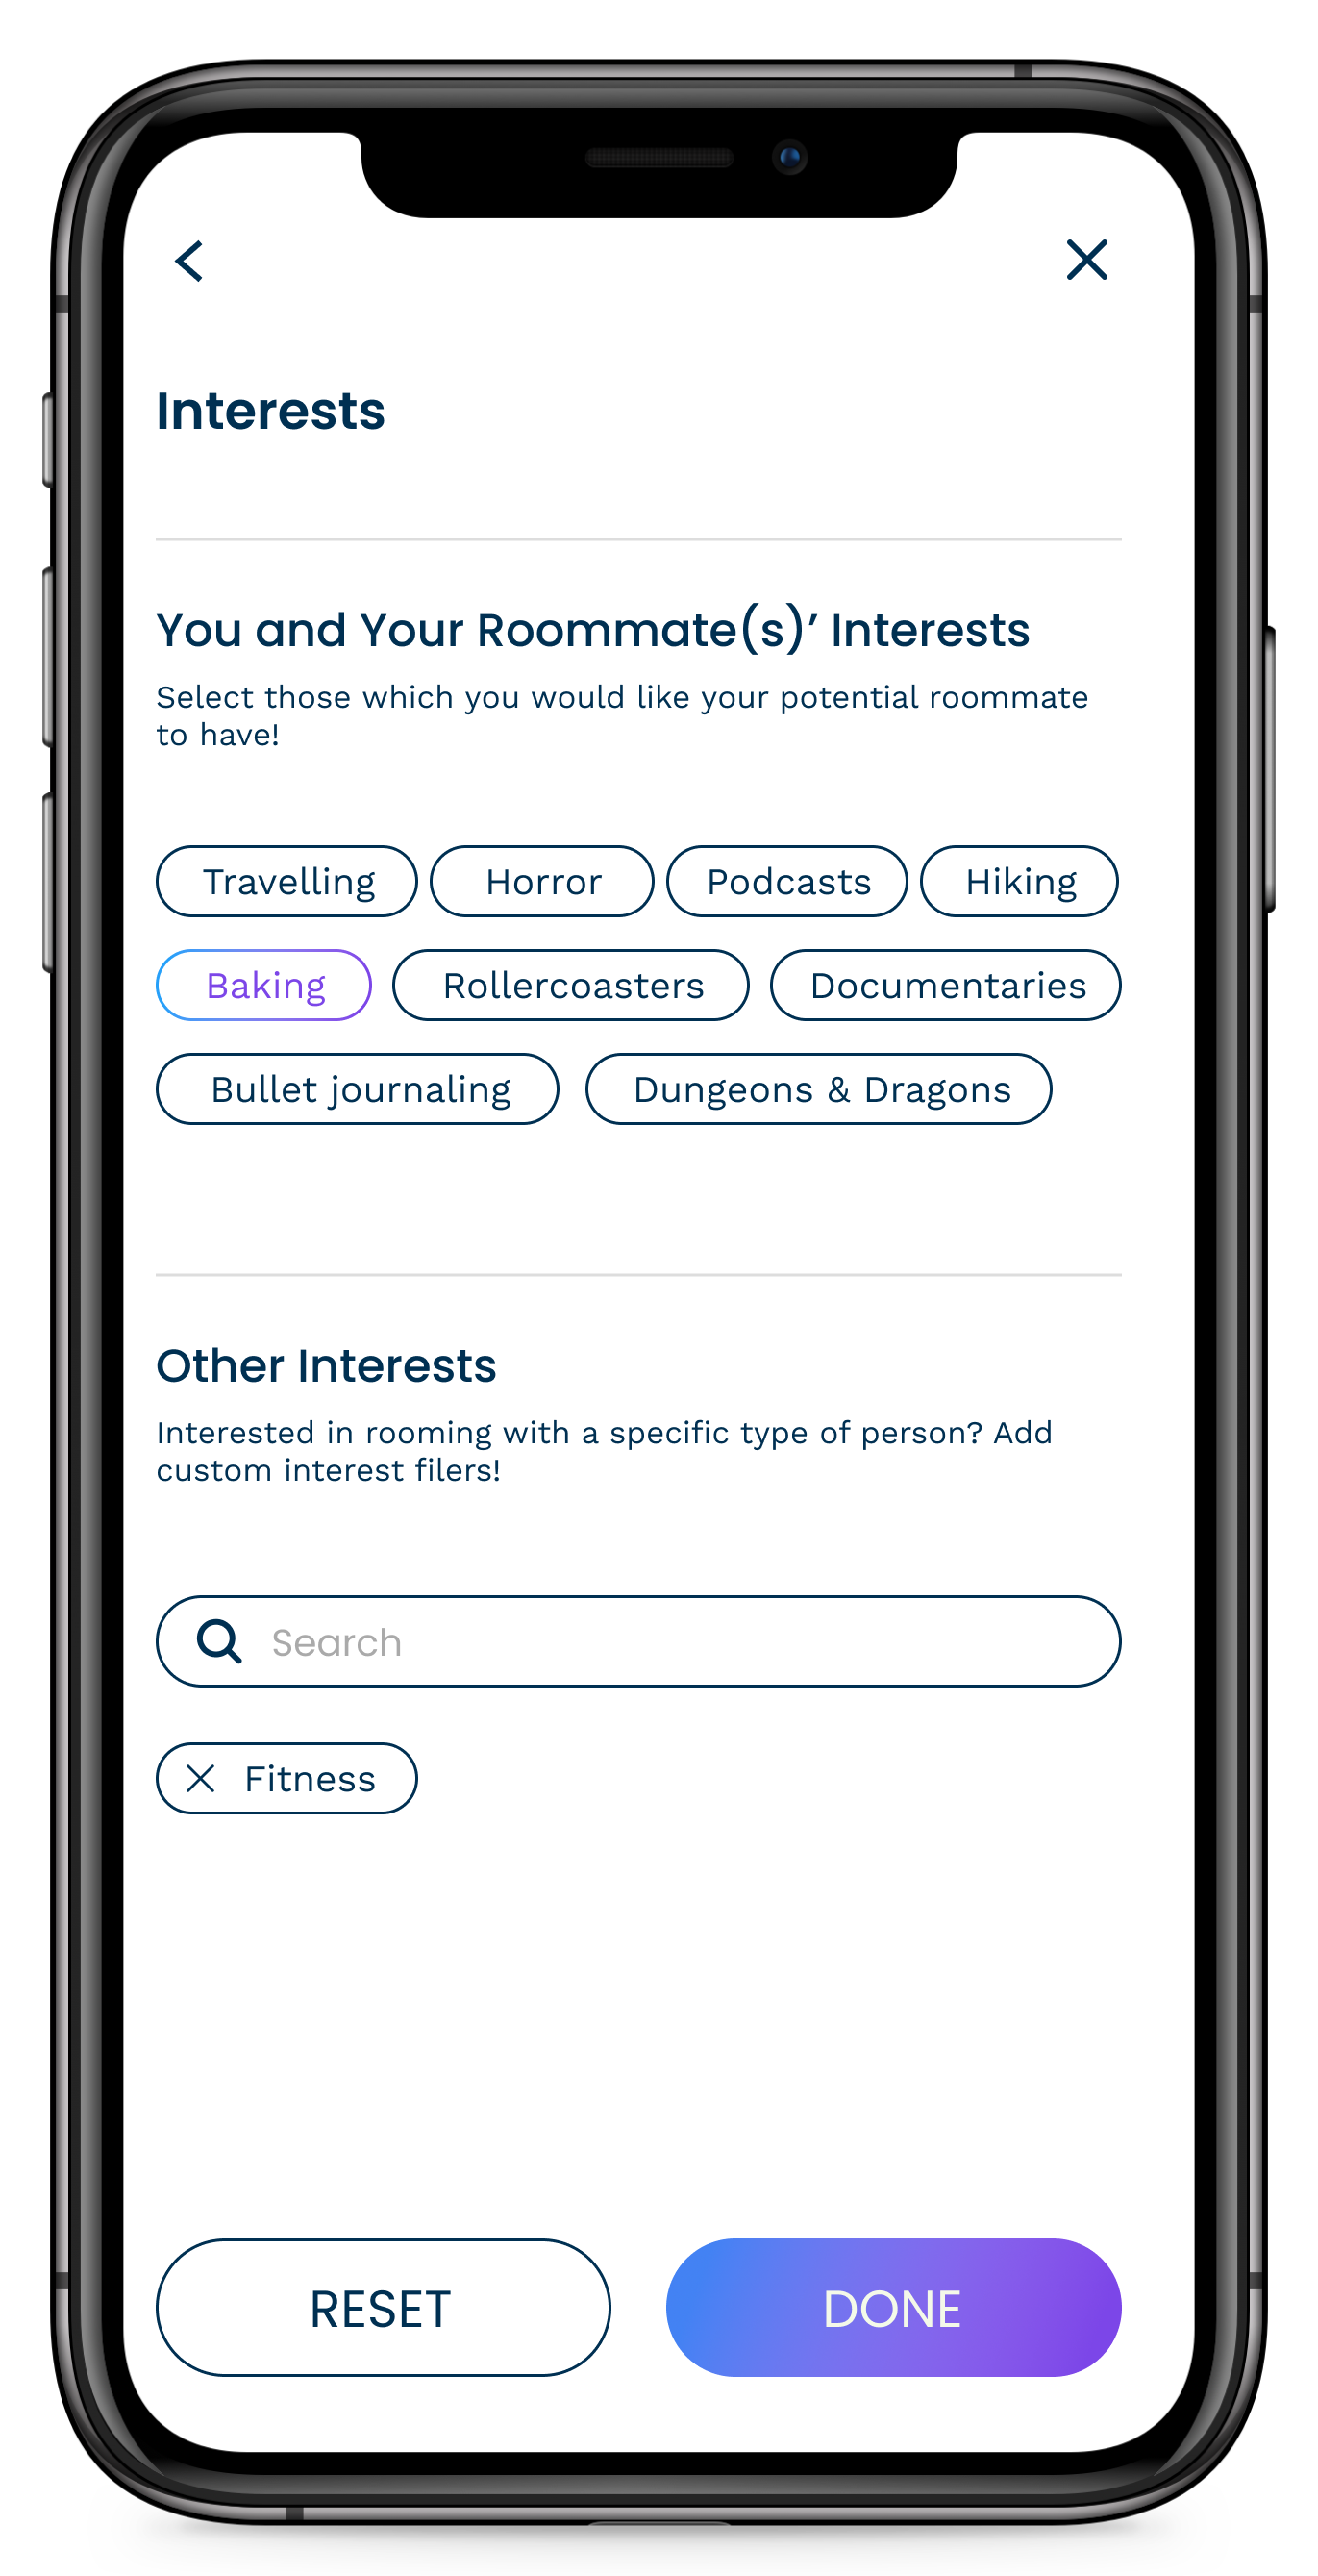 Interests
You and Your Roommate(s)’ Interests
Select those which you would like your potential roommate
to have!
Travelling Horror Podcasts Hiking
Baking Rollercoasters Documentaries
Bullet journaling Dungeons & Dragons
Other Interests
Interested in rooming with a specific type of person? Add
custom interest filers!
Search
Fitness
RESET DONE